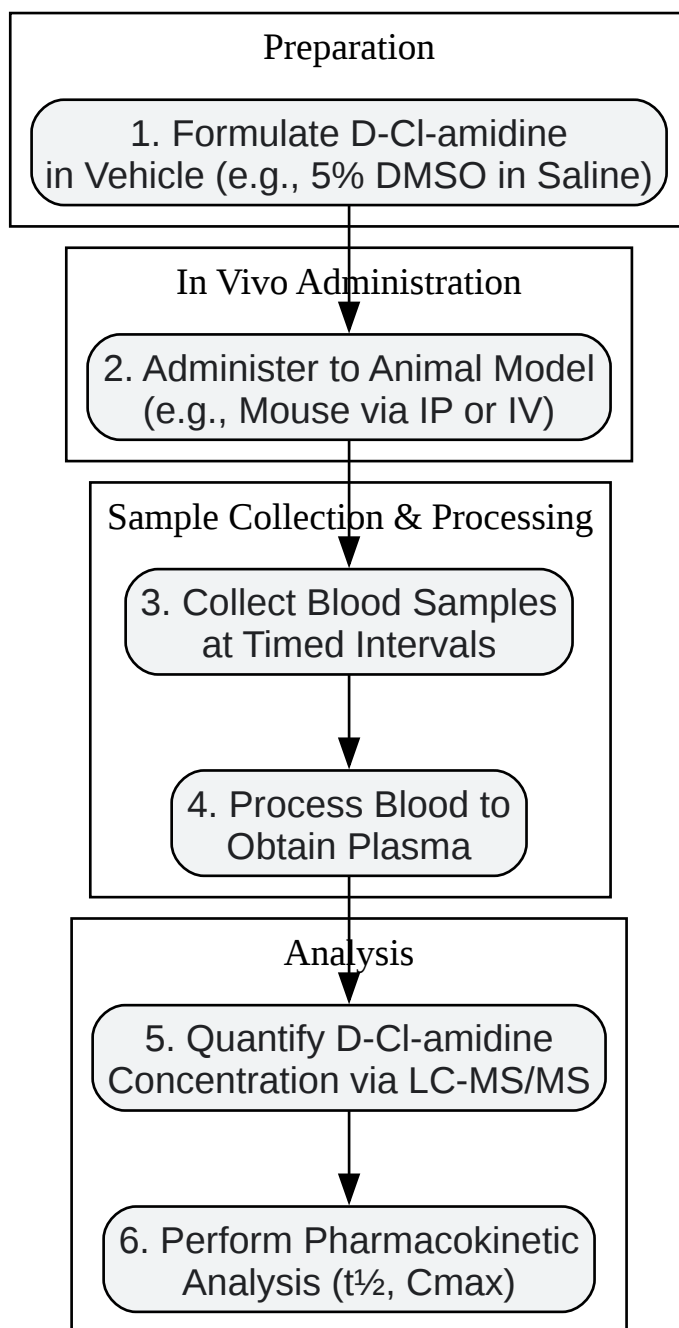 Preparation
1. Formulate D-Cl-amidine
in Vehicle (e.g., 5% DMSO in Saline)
In Vivo Administration
2. Administer to Animal Model
(e.g., Mouse via IP or IV)
Sample Collection & Processing
3. Collect Blood Samples
at Timed Intervals
4. Process Blood to
Obtain Plasma
Analysis
5. Quantify D-Cl-amidine
Concentration via LC-MS/MS
6. Perform Pharmacokinetic
Analysis (t½, Cmax)